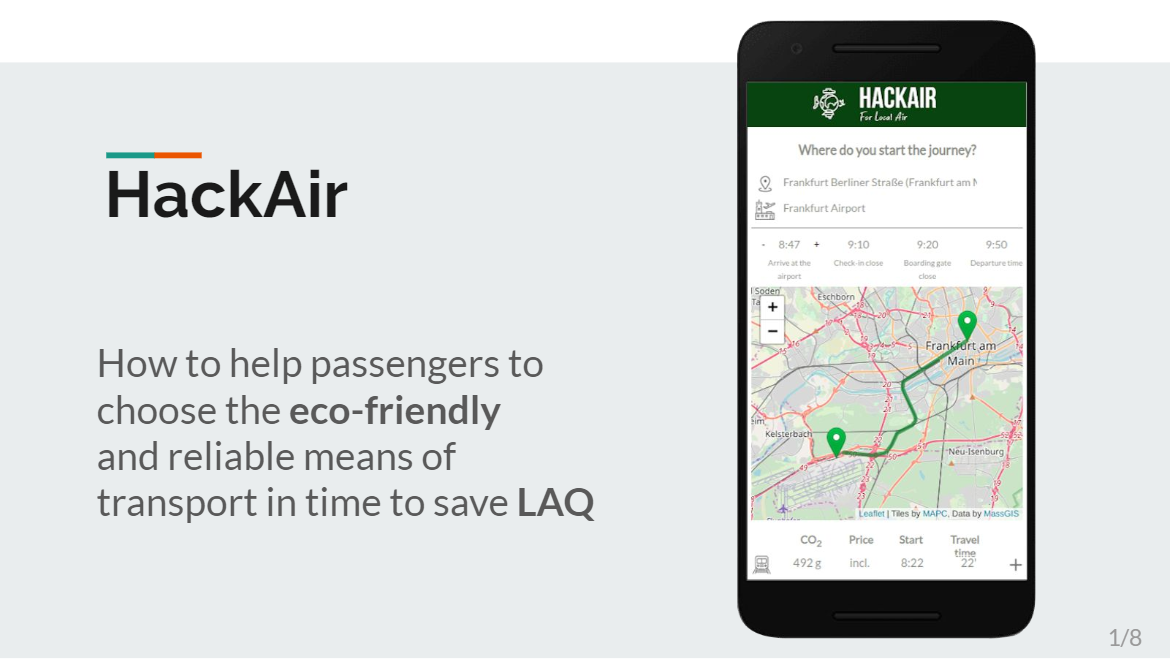 HackAir
How to help passengers to
choose the eco-friendly
and reliable means of
transport in time to save LAQ
HACKAIR
For Local Air
Where do you start the journey?
Frankfurt Berliner Straße (Frankfurt am
Frankfurt Airport
- 8:47 + 9:10 9:20 9:50
Arrive at the Check-in close Boarding gate Departure time
airport close
Eschborn
+
−
Frankfurt am
Main
Kelsterbach
Neu-Isenburg
Leaflet | Tiles by MAPC, Data by MassGIS
CO2 Price Start Travel
time
492 g incl. 8:22 22' +
1/8